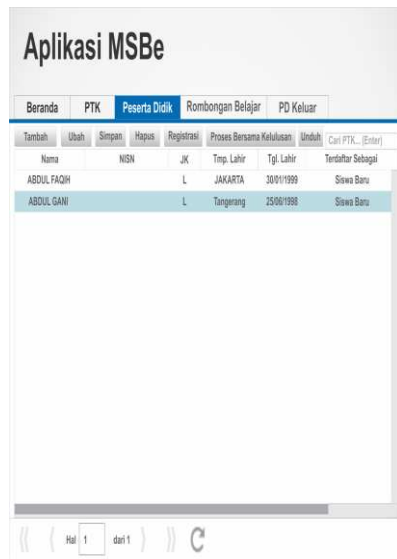 Aplikasi MSBe
Beranda PTK Peserta Didik Rombongan Belajar PD Keluar
Tambah Ubah Simpan Hapus Registrasi Proses Bersama Kelulusan Unduh Cari PTK... [Enter]
Nama NISN JK Tmp. Lahir Tgl. Lahir Terdaftar Sebagai
ABDUL FAQIH L JAKARTA 30/01/1999 Siswa Baru
ABDUL GANI L Tangerang 25/06/1998 Siswa Baru
Hal 1 dari 1